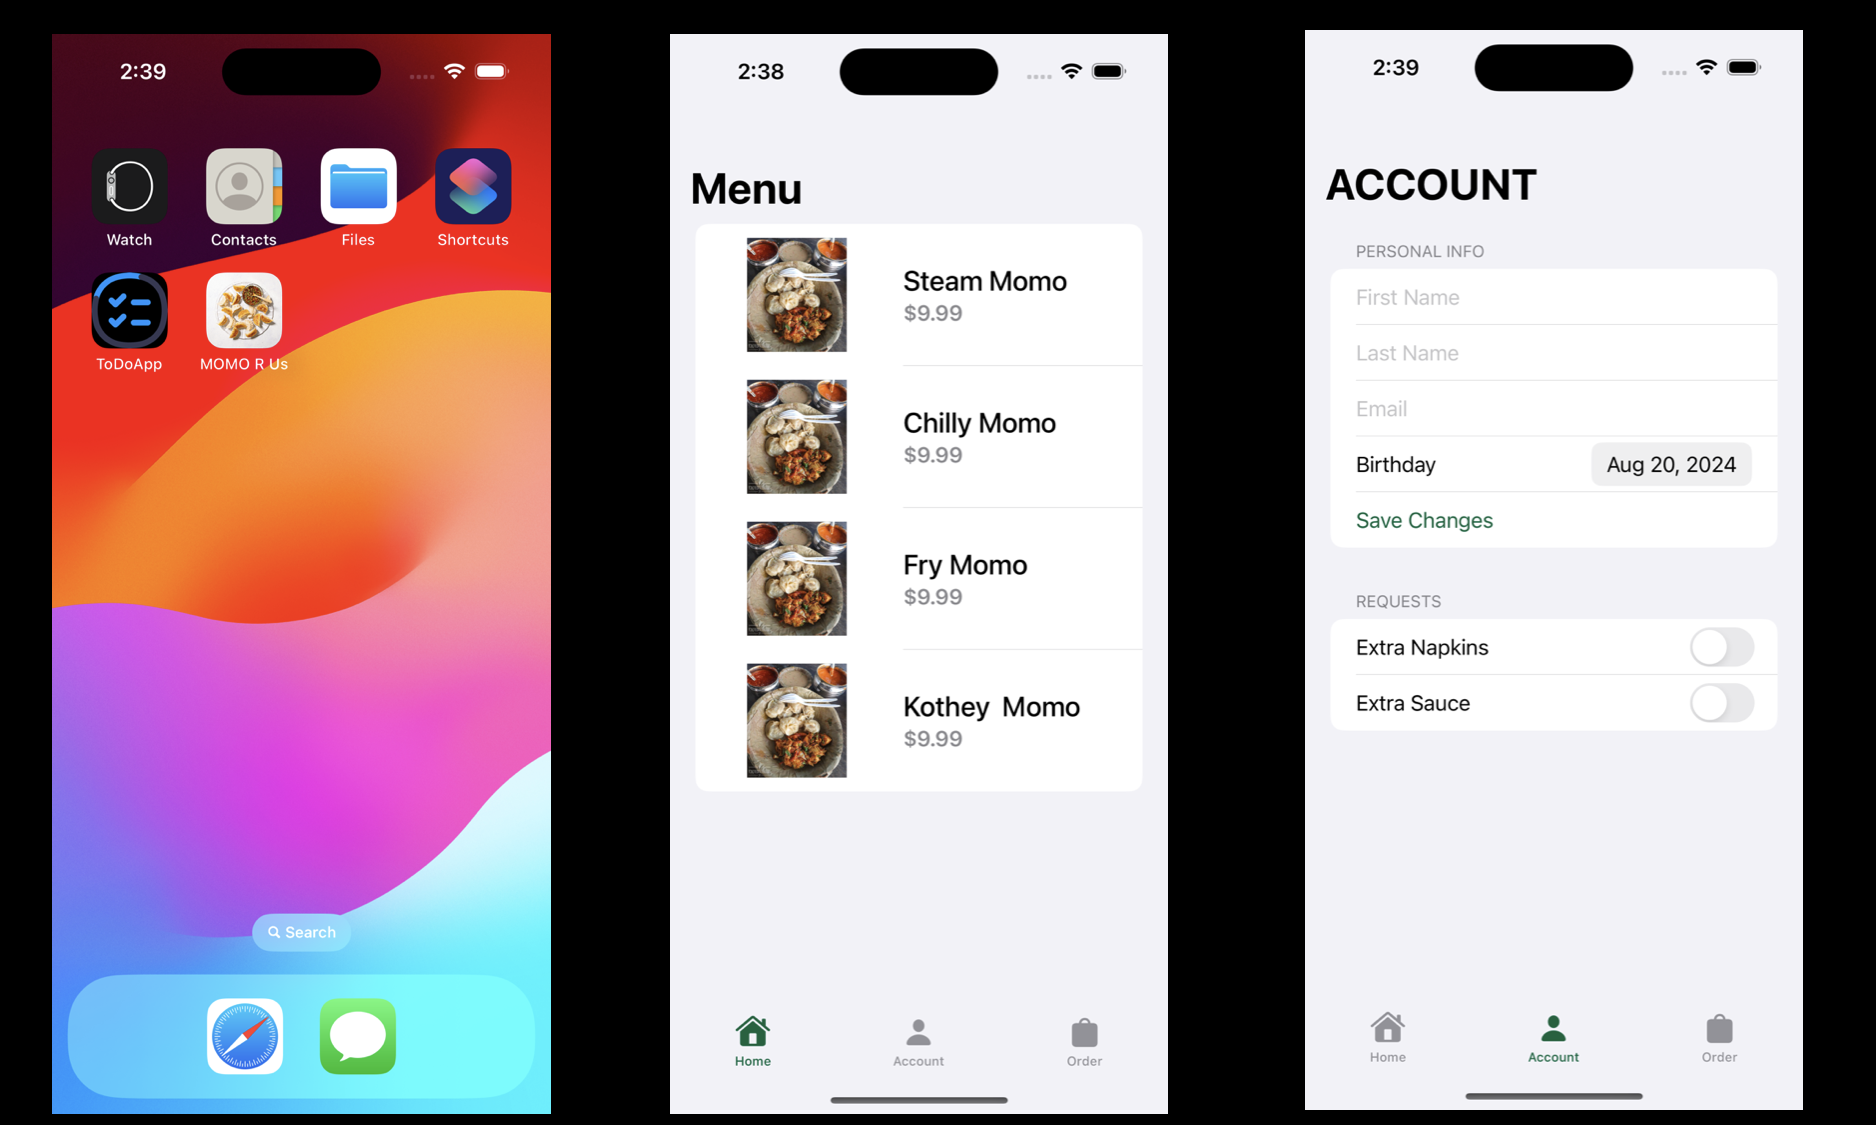 2:39
Watch Contacts Files Shortcuts
ToDoApp MOMO R Us
Search
2:38
Menu
Steam Momo
$9.99
Chilly Momo
$9.99
Fry Momo
$9.99
Kothey  Momo
$9.99
Home Account Order
2:39
ACCOUNT
PERSONAL INFO
First Name
Last Name
Email
Birthday Aug 20, 2024
Save Changes
REQUESTS
Extra Napkins
Extra Sauce
Home Account Order